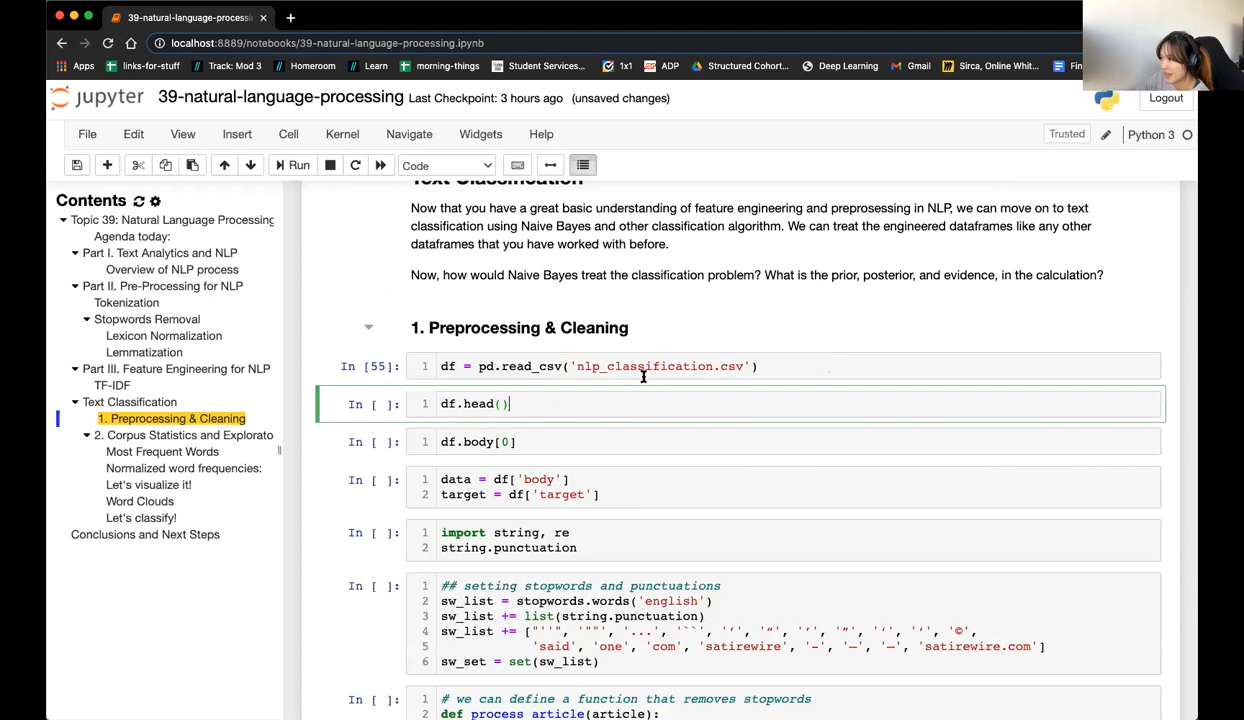 39-natural-language-processi
localhost:8889/notebooks/39-natural-language-processing.ipynb
Apps links-for-stuff Track: Mod 3 Homeroom Learn morning-things Student Services... 1x1 ADP Structured Cohort... Deep Learning Gmail Sirca, Online Whit... Fin
jupyter 39-natural-language-processing Last Checkpoint: 3 hours ago (unsaved changes) Logout
File Edit View Insert Cell Kernel Navigate Widgets Help Trusted Python 3
Run Code
Contents
Topic 39: Natural Language Processing
Agenda today:
Part I. Text Analytics and NLP
Overview of NLP process
Part II. Pre-Processing for NLP
Tokenization
Stopwords Removal
Lexicon Normalization
Lemmatization
Part III. Feature Engineering for NLP
TF-IDF
Text Classification
1. Preprocessing & Cleaning
2. Corpus Statistics and Explorato
Most Frequent Words
Normalized word frequencies:
Let's visualize it!
Word Clouds
Let's classify!
Conclusions and Next Steps
Text Classification
Now that you have a great basic understanding of feature engineering and preprosessing in NLP, we can move on to text
classification using Naive Bayes and other classification algorithm. We can treat the engineered dataframes like any other
dataframes that you have worked with before.
Now, how would Naive Bayes treat the classification problem? What is the prior, posterior, and evidence, in the calculation?
1. Preprocessing & Cleaning
In [55]: 1 df = pd.read_csv('nlp_classification.csv')
In [ ]: 1 df.head()
In [ ]: 1 df.body[0]
In [ ]: 1 data = df['body']
2 target = df['target']
In [ ]: 1 import string, re
2 string.punctuation
In [ ]: 1 ## setting stopwords and punctuations
2 sw_list = stopwords.words('english')
3 sw_list += list(string.punctuation)
4 sw_list += ["''", '""', '...', '``', '’', '“', '’', '”', '‘', '‘', '©',
5 'said', 'one', 'com', 'satirewire', '-', '–', '—', 'satirewire.com']
6 sw_set = set(sw_list)
In [ ]: 1 # we can define a function that removes stopwords
2 def process_article(article):